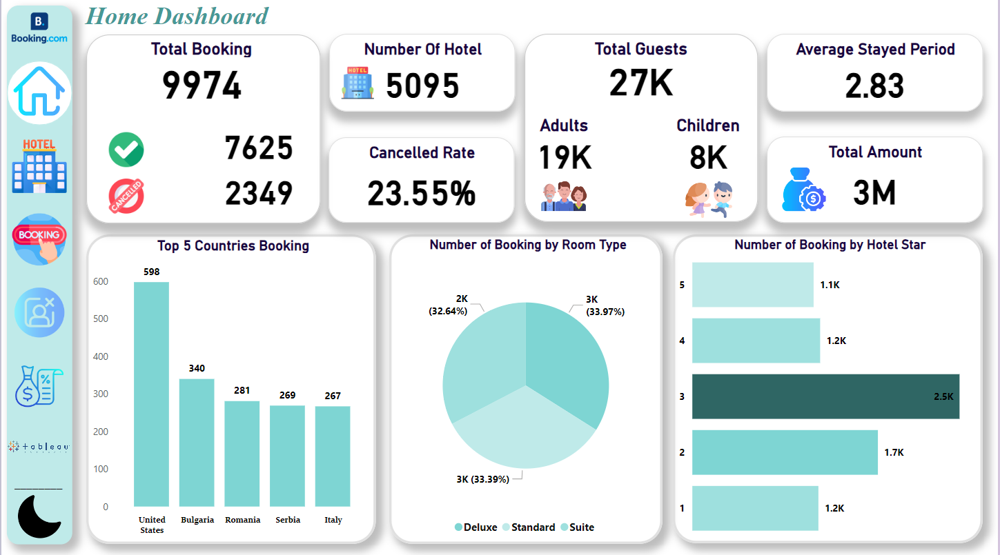 B.
Booking.com
Home Dashboard
Total Booking
9974
7625
CANCELLED
2349
Number Of Hotel
HOTEL
5095
Cancelled Rate
23.55%
Total Guests
27K
Adults
Children
19K
8K
Average Stayed Period
2.83
Total Amount
$
3M
HOTEL
BOOKING
%
$
+ableau
Top 5 Countries Booking
600
500
400
300
200
100
0
598
340
281
269
267
United
States
Bulgaria
Romania
Serbia
Italy
Number of Booking by Room Type
2K
(32.64%)
3K
(33.97%)
3K (33.39%)
Deluxe
Standard
Suite
Number of Booking by Hotel Star
5
1.1K
4
1.2K
3
2.5K
2
1.7K
1
1.2K